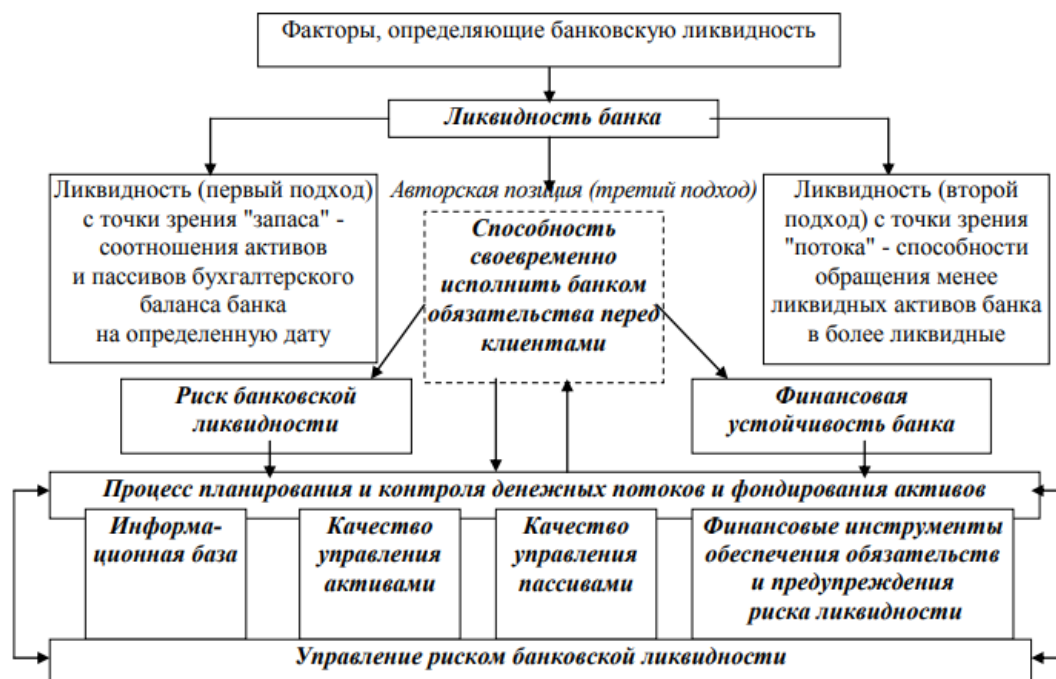 Факторы, определяющие банковскую ликвидность
Ликвидность банка
Ликвидность (первый подход)
с точки зрения "запаса" -
соотношения активов
и пассивов бухгалтерского
баланса банка
на определенную дату
Авторская позиция (третий подход)
Способность
своевременно
исполнить банком
обязательства перед
клиентами
Ликвидность (второй
подход) с точки зрения
"потока" - способности
обращения менее
ликвидных активов банка
в более ликвидные
Риск банковской
ликвидности
Финансовая
устойчивость банка
Процесс планирования и контроля денежных потоков и фондирования активов
Информа-
ционная база
Качество
управления
активами
Качество
управления
пассивами
Финансовые инструменты
обеспечения обязательств
и предупреждения
риска ликвидности
Управление риском банковской ликвидности